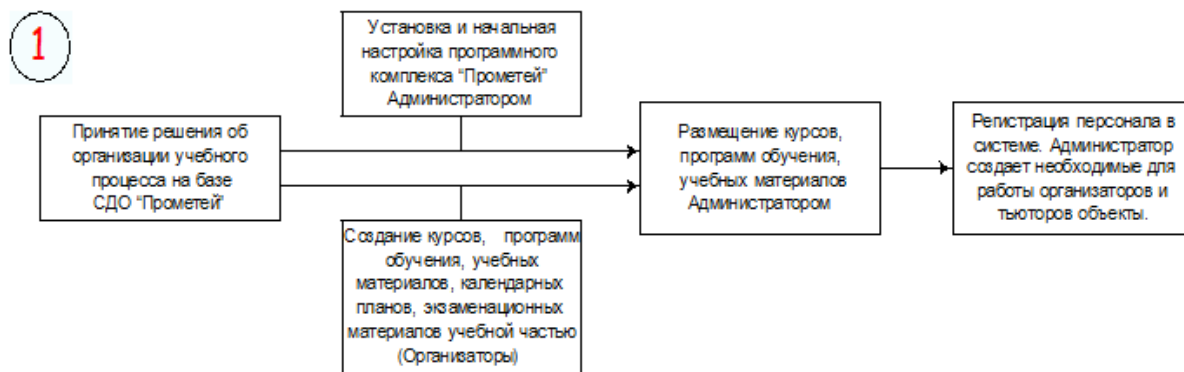 1
Установка и начальная
настройка программного
комплекса “Прометей”
Администратором
Принятие решения об
организации учебного
процесса на базе
СДО “Прометей”
Создание курсов, программ
обучения, учебных
материалов, календарных
планов, экзаменационных
материалов учебной частью
(Организаторы)
Размещение курсов,
программ обучения,
учебных материалов
Администратором
Регистрация персонала в
системе. Администратор
создает необходимые для
работы организаторов и
тьюторов объекты.